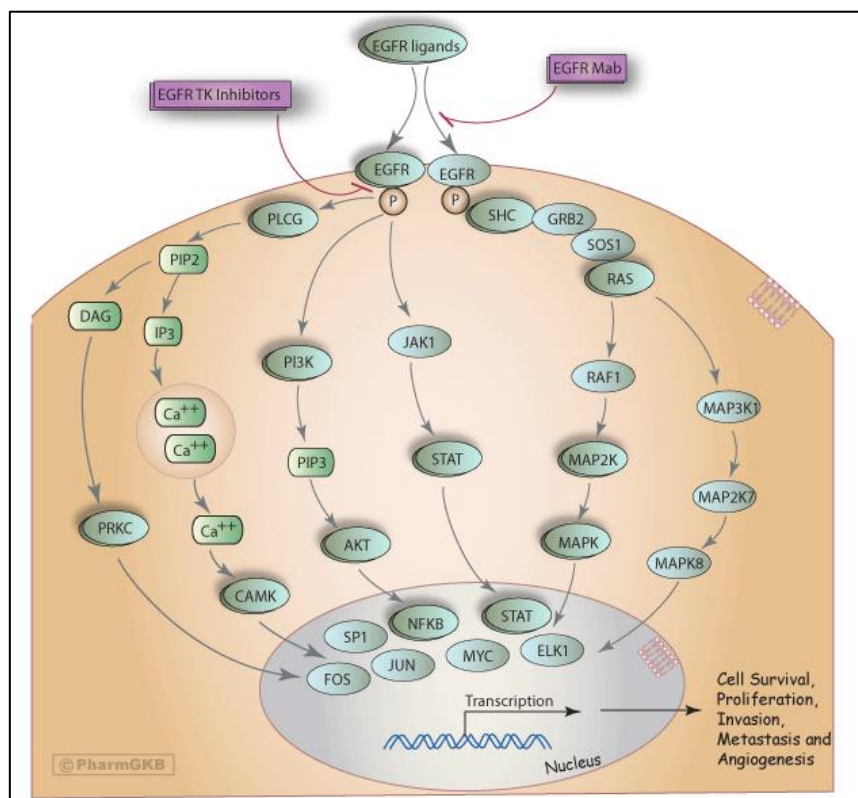 EGFR ligands
EGFR Mab
EGFR TK Inhibitors
EGFR
EGFR
P
P
PLCG
SHC
GRB2
SOS1
PIP2
RAS
DAG
IP3
JAK1
PI3K
RAF1
MAP3K1
Ca++
Ca++
PIP3
STAT
MAP2K
MAP2K7
PRKC
Ca++
AKT
MAPK
MAPK8
CAMK
NFKB
STAT
SP1
ELK1
JUN
MYC
FOS
Transcription
Nucleus
Cell Survival,
Proliferation,
Invasion,
Metastasis and
Angiogenesis
© PharmGKB